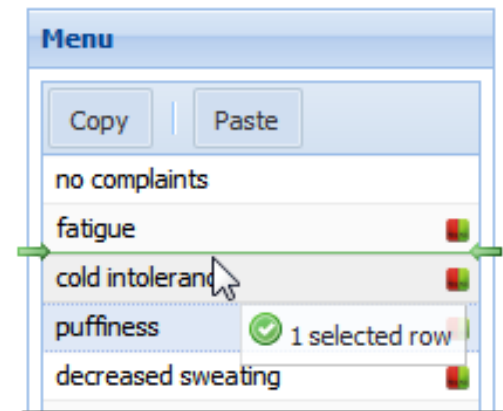 Menu
Copy Paste
no complaints
fatigue
cold intoleranc
puffiness
1 selected row
decreased sweating